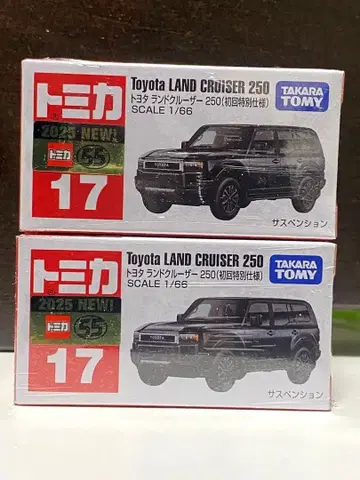 トミカ
2025 NEW!
トミカ 55
17
Toyota LAND CRUISER 250
トヨタ ランドクルーザー 250(初回特別仕様)
SCALE 1/66
TAKARA
TOMY
サスペンション
トミカ
2025 NEW!
トミカ 55
17
Toyota LAND CRUISER 250
トヨタ ランドクルーザー 250(初回特別仕様)
SCALE 1/66
TAKARA
TOMY
サスペンション